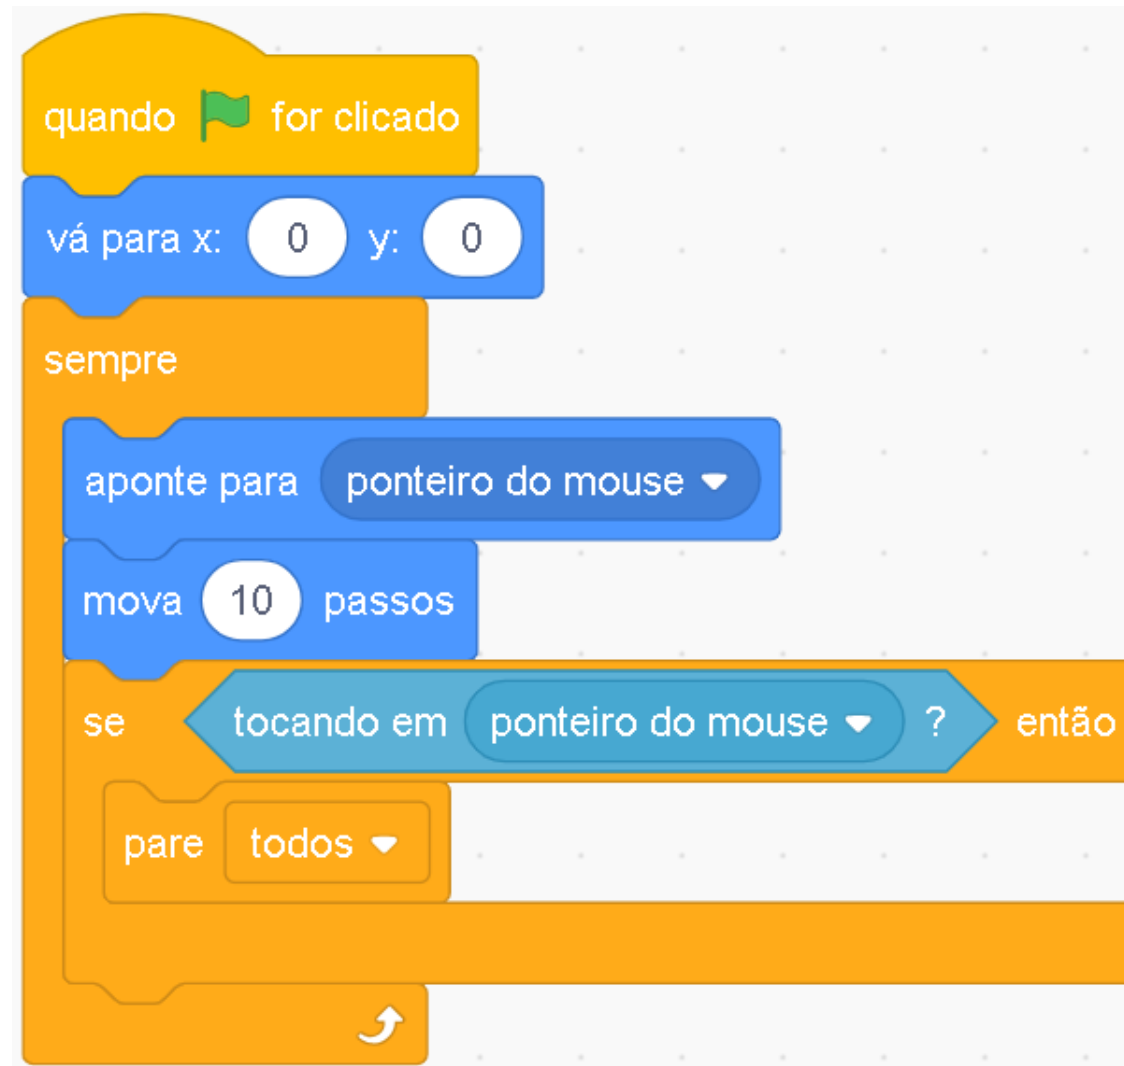 quando for clicado
vá para x: 0 y: 0
sempre
aponte para ponteiro do mouse
mova 10 passos
se tocando em ponteiro do mouse ? então
pare todos